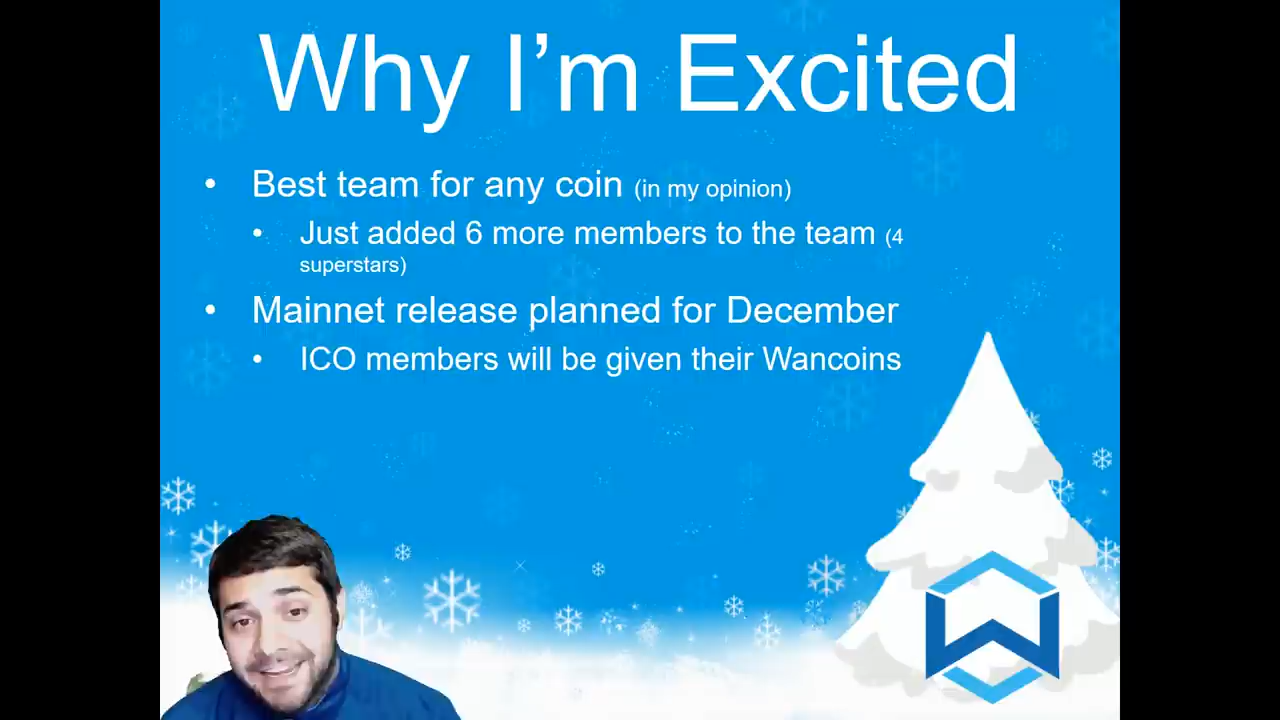 Why I’m Excited
• Best team for any coin (in my opinion)
• Just added 6 more members to the team (4
superstars)
• Mainnet release planned for December
• ICO members will be given their Wancoins